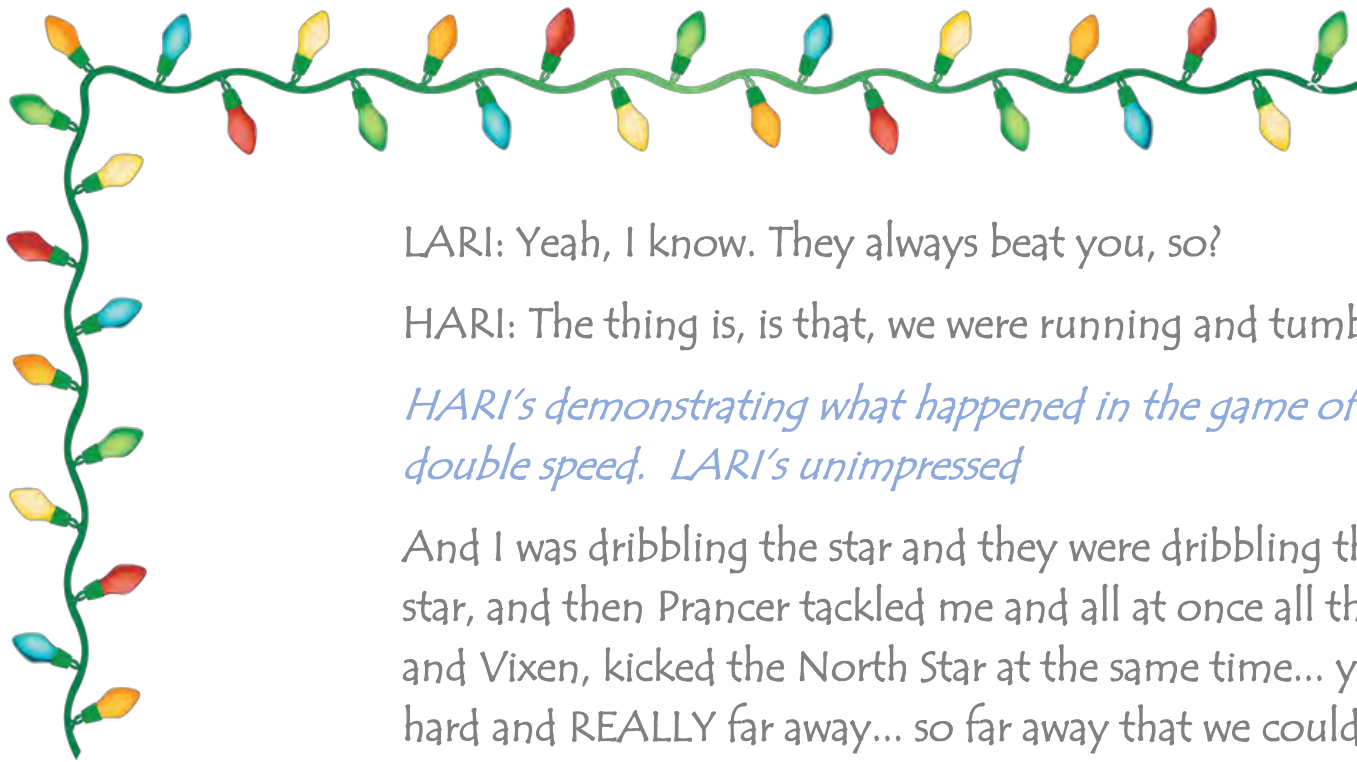 LARI: Yeah, I know. They always beat you, so?
HARI: The thing is, is that, we were running and
HARI's demonstrating what happened in the game of
double speed. LARI's unimpressed
And I was dribbling the star and they were dribbling
star, and then Prancer tackled me and all at once all
and Vixen, kicked the North Star at the same time...
hard and REALLY far away... so far away that we could